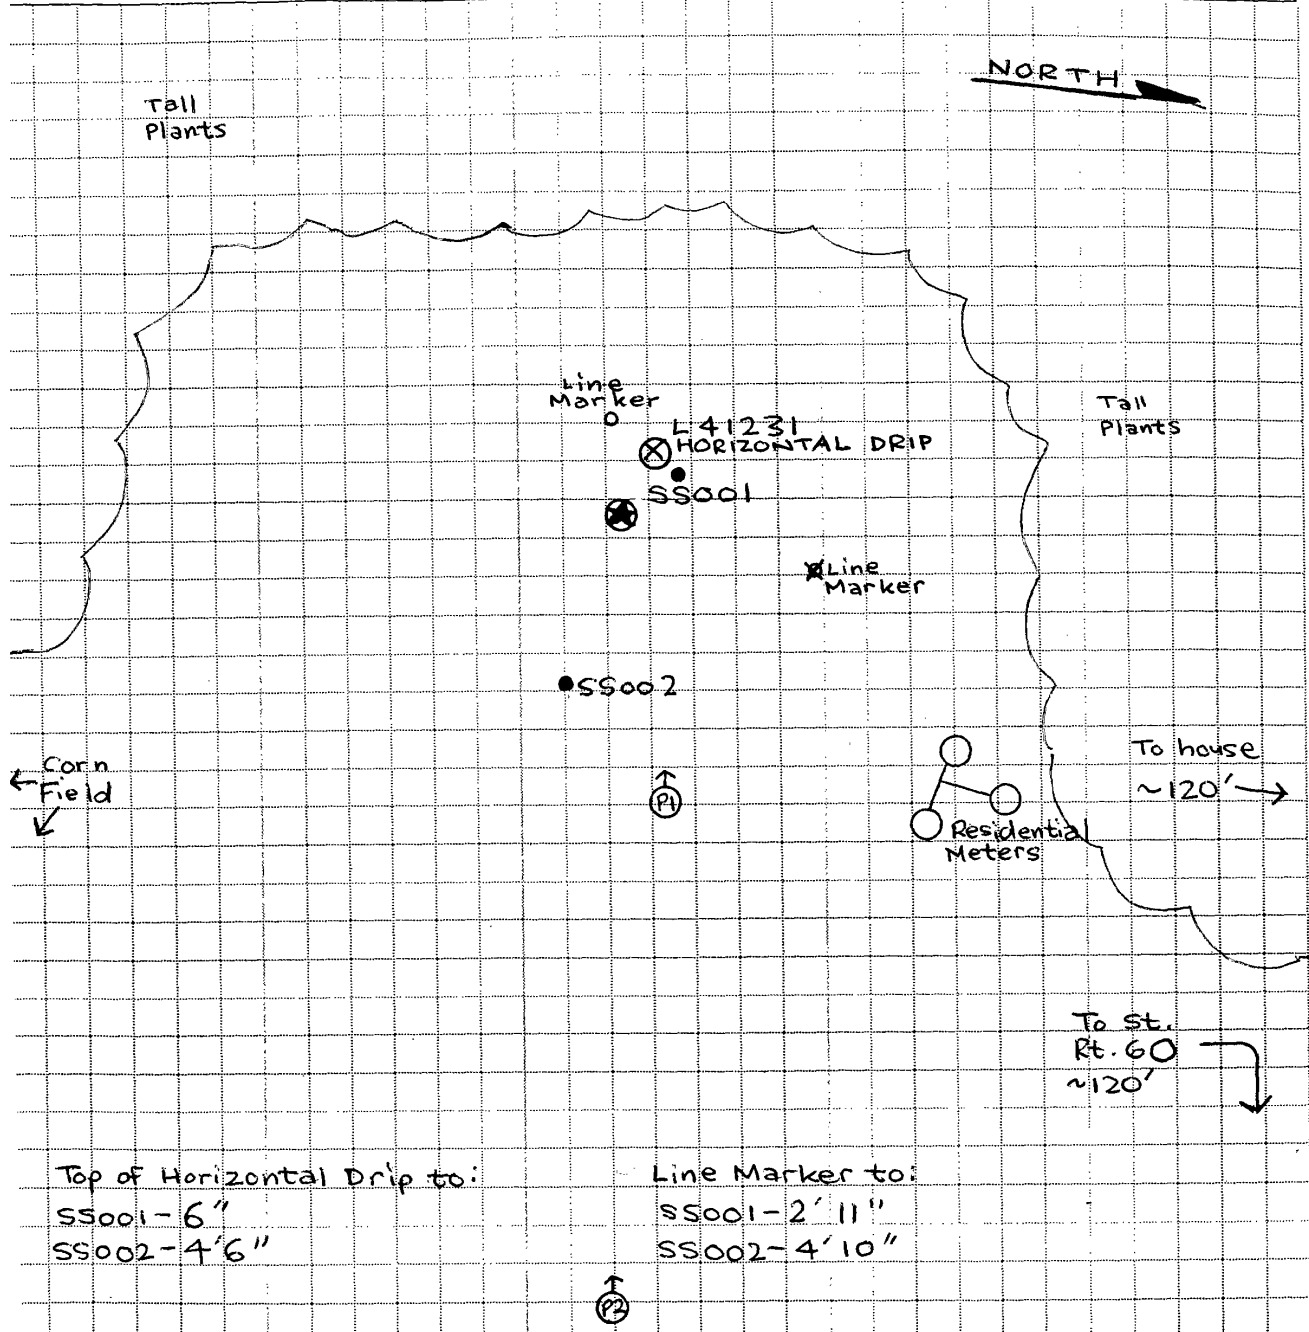 NORTH
Tall
Plants
Line
Marker
L41231
HORIZONTAL DRIP
SS001
Tall
Plants
Line
Marker
SS002
Corn
Field
P1
To house
~120'
Residential
Meters
To St.
Rt. 60
~120'
Top of Horizontal Drip to:
SS001-6"
SS002-4'6"
Line Marker to:
SS001-2'11"
SS002-4'10"
P2